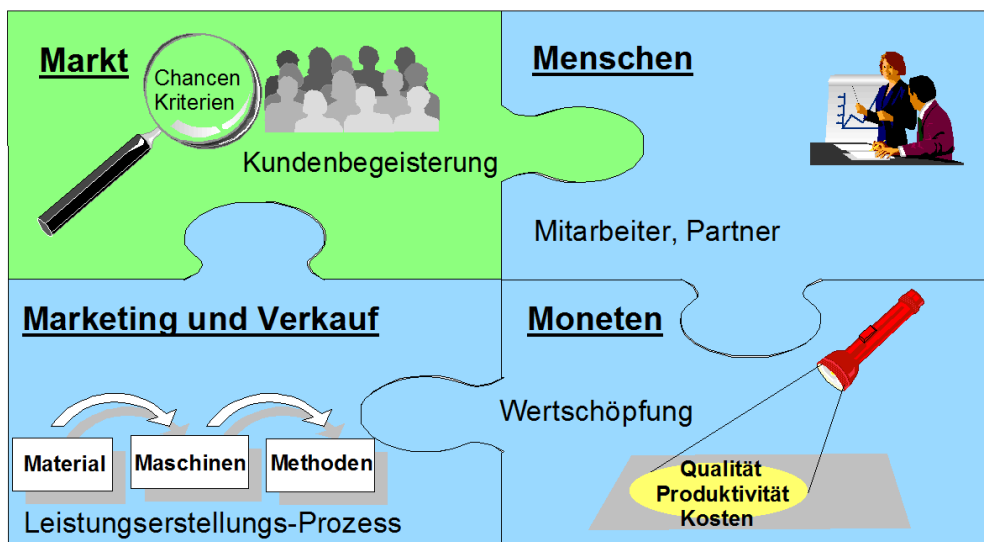 Markt
Chancen
Kriterien
Kundenbegeisterung
Menschen
Mitarbeiter, Partner
Marketing und Verkauf
Material
Maschinen
Methoden
Leistungserstellungs-Prozess
Moneten
Wertschöpfung
Qualität
Produktivität
Kosten